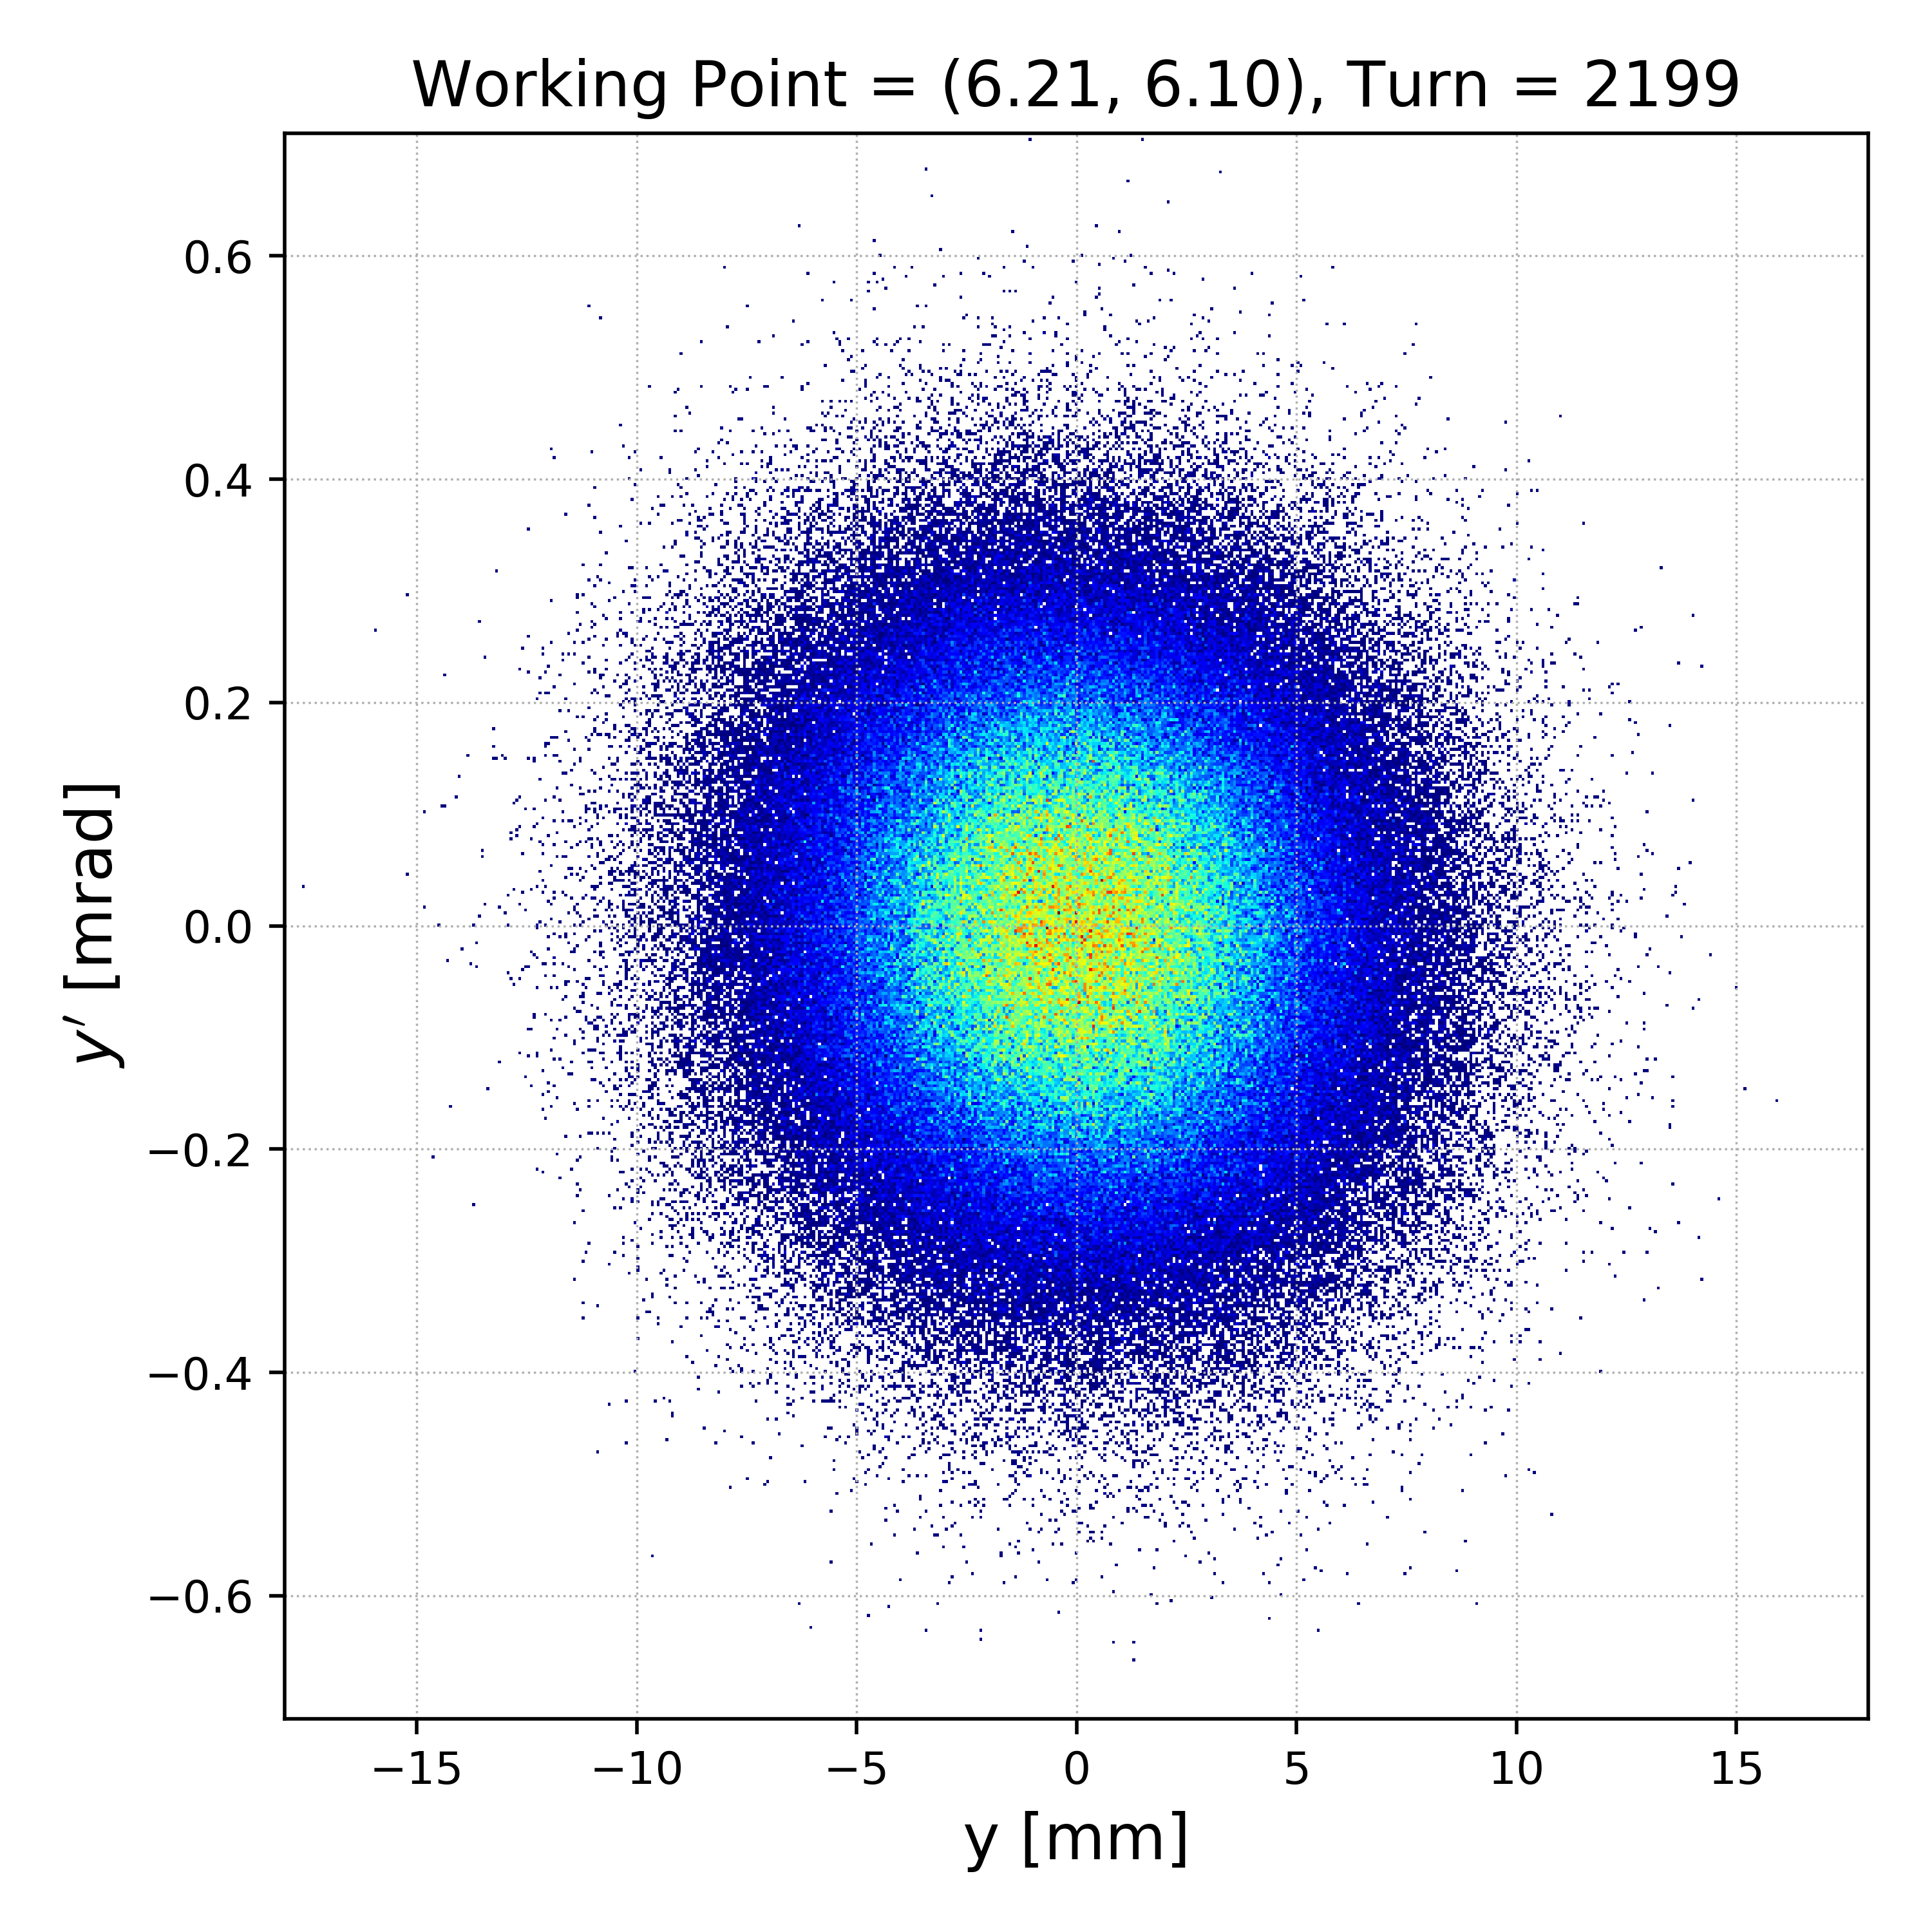 Working Point = (6.21, 6.10), Turn = 2199
0.6
0.4
0.2
0.0
−0.2
−0.4
−0.6
y′ [mrad]
−15 −10 −5 0 5 10 15
y [mm]